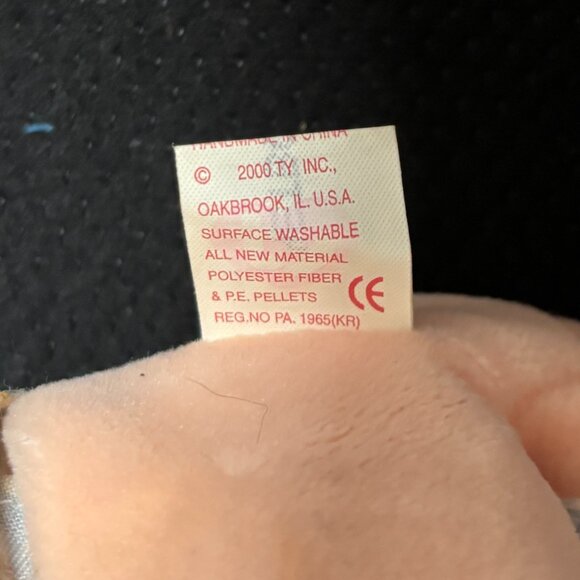 HANDMADE IN CHINA
© 2000 TY INC.,
OAKBROOK, IL. U.S.A.
SURFACE WASHABLE
ALL NEW MATERIAL
POLYESTER FIBER
& P.E. PELLETS CE
REG.NO PA. 1965(KR)